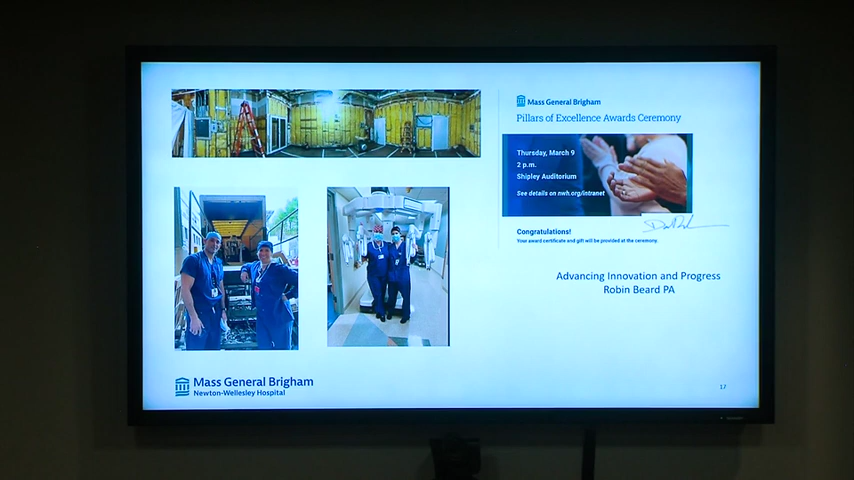 Mass General Brigham
Pillars of Excellence Awards Ceremony
Thursday, March 9
2 p.m.
Shipley Auditorium
See details on nwh.org/intranet
Congratulations!
Your award certificate and gift will be provided at the ceremony.
Advancing Innovation and Progress
Robin Beard PA
Mass General Brigham
Newton-Wellesley Hospital
17